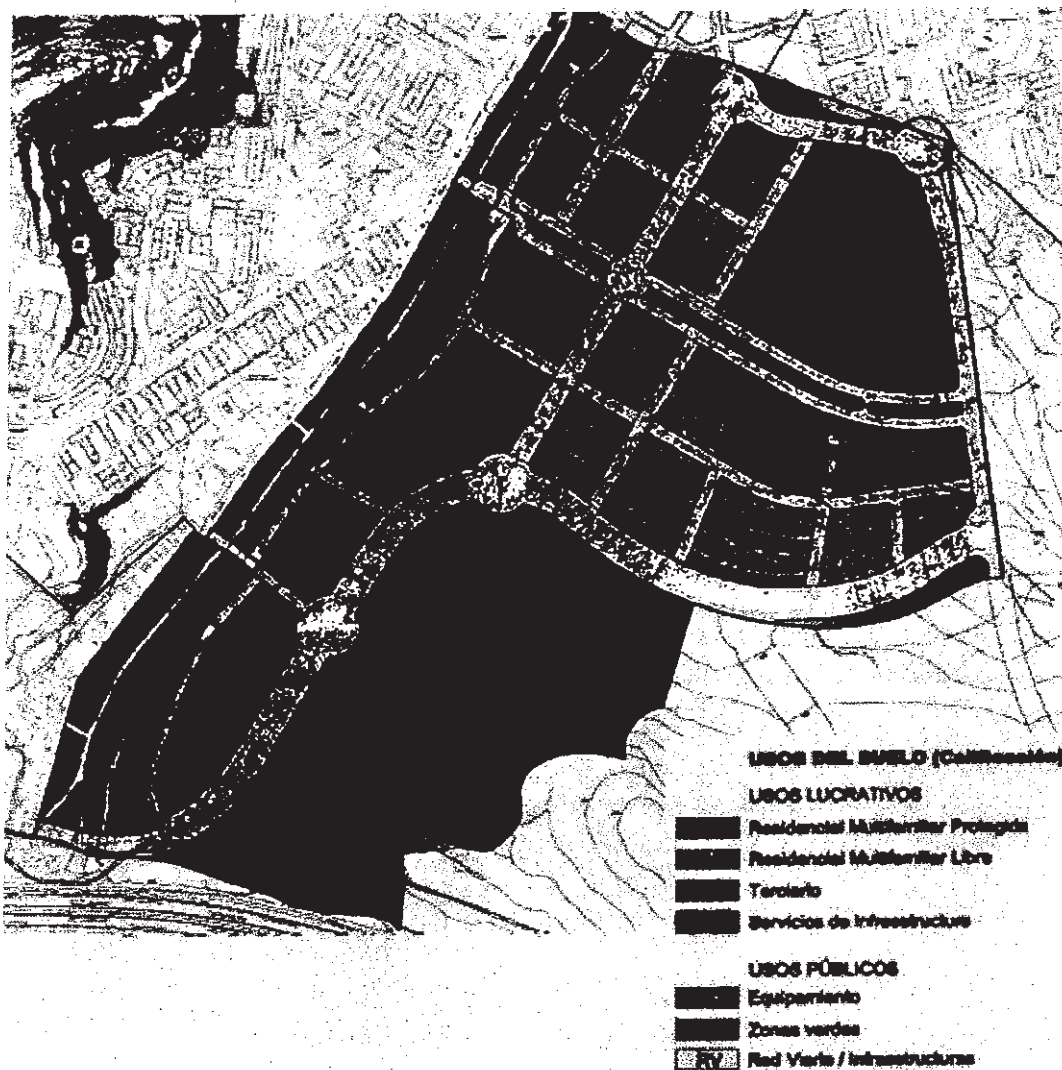 USOS DEL SUELO (Calificación)
USOS LUCRATIVOS
Residencial Multifamiliar Protegida
Residencial Multifamiliar Libre
Terciario
Servicios de Infraestructura
USOS PÚBLICOS
Equipamiento
Zonas verdes
RV Red Viaria / Infraestructuras